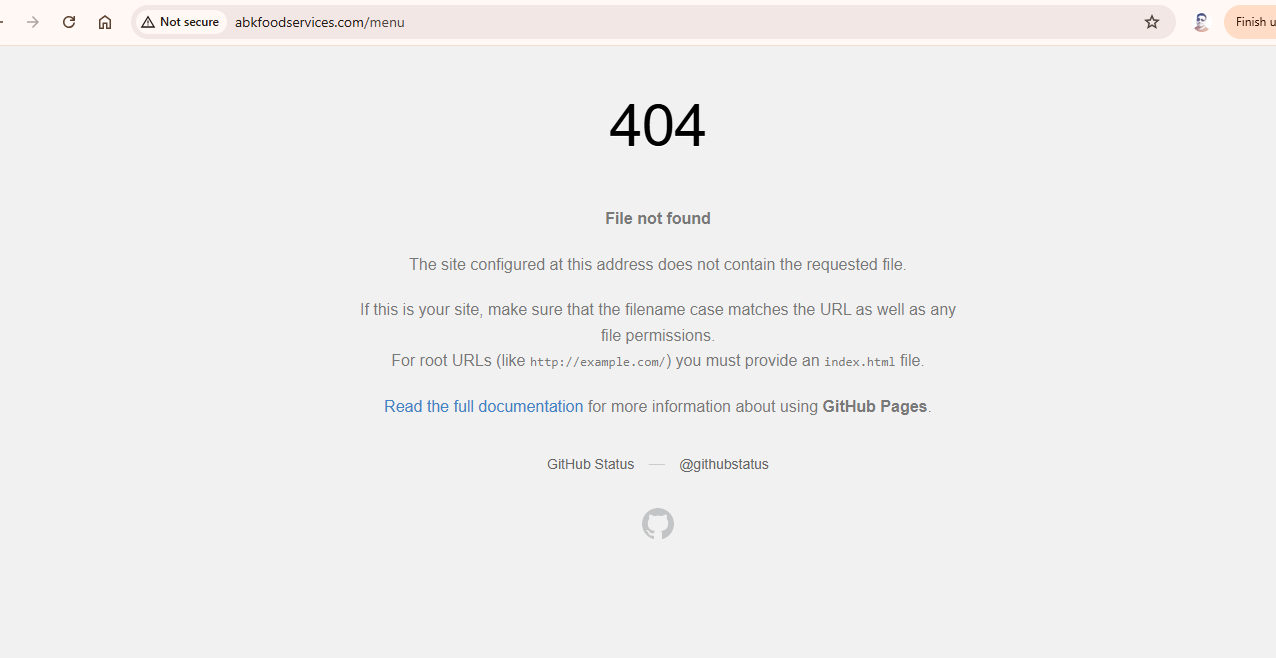 Not secure abkfoodservices.com/menu
404
File not found
The site configured at this address does not contain the requested file.
If this is your site, make sure that the filename case matches the URL as well as any
file permissions.
For root URLs (like http://example.com/) you must provide an index.html file.
Read the full documentation for more information about using GitHub Pages.
GitHub Status — @githubstatus